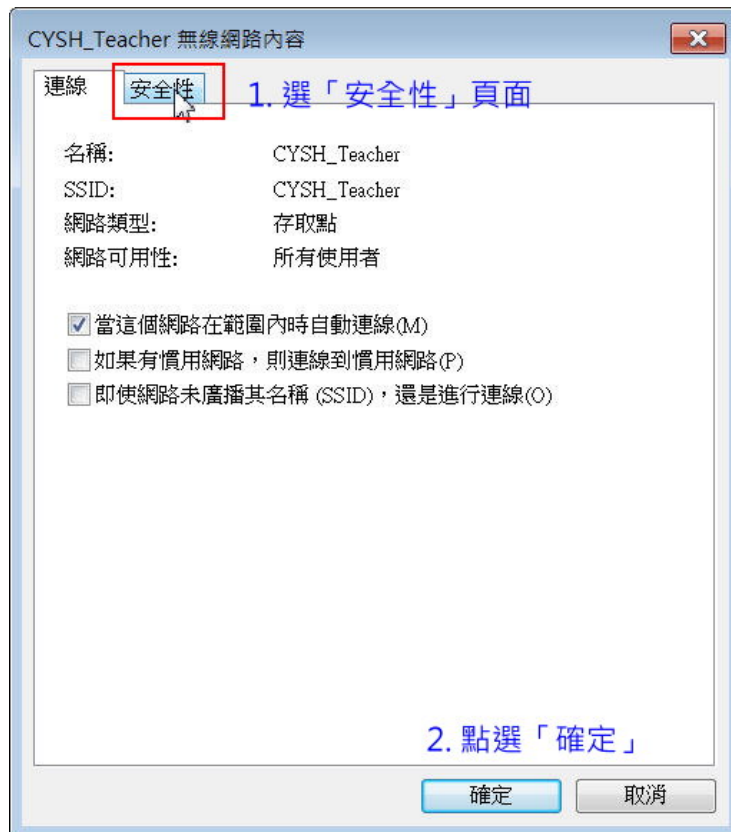 CYSH_Teacher 無線網路內容
連線 安全性 1. 選「安全性」頁面
名稱: CYSH_Teacher
SSID: CYSH_Teacher
網路類型: 存取點
網路可用性: 所有使用者
當這個網路在範圍內時自動連線(M)
如果有慣用網路，則連線到慣用網路(P)
即使網路未廣播其名稱 (SSID)，還是進行連線(O)
2. 點選「確定」
確定 取消